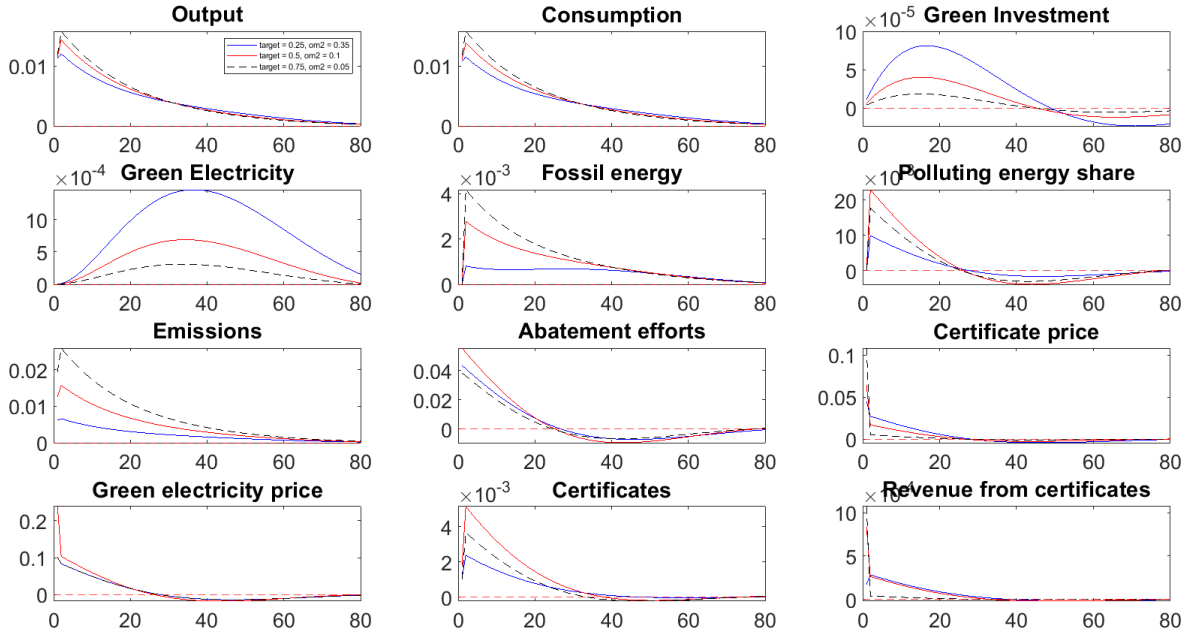 Output
0.01
0
0 20 40 60 80
target = 0.25, om2 = 0.35
target = 0.5, om2 = 0.1
target = 0.75, om2 = 0.05
Consumption
0.01
0
0 20 40 60 80
Green Investment
×10-5
10
5
0
0 20 40 60 80
Green Electricity
×10-4
10
5
0
0 20 40 60 80
Fossil energy
×10-3
4
2
0
0 20 40 60 80
Polluting energy share
×10-3
20
10
0
0 20 40 60 80
Emissions
0.02
0.01
0
0 20 40 60 80
Abatement efforts
0.04
0.02
0
0 20 40 60 80
Certificate price
0.1
0.05
0
0 20 40 60 80
Green electricity price
0.2
0.1
0
0 20 40 60 80
Certificates
×10-3
4
2
0
0 20 40 60 80
Revenue from certificates
×10-4
10
5
0
0 20 40 60 80